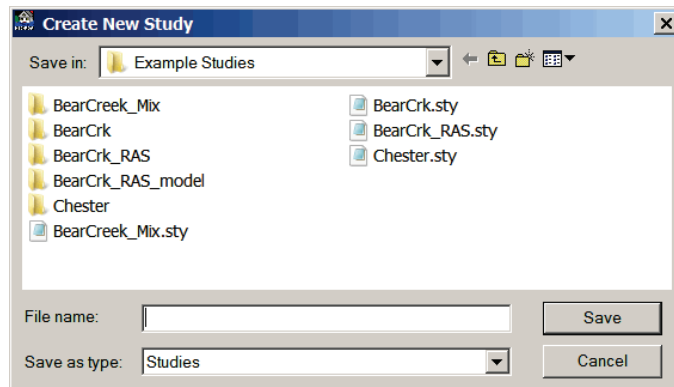 Create New Study
Save in: Example Studies
BearCreek_Mix
BearCrk
BearCrk_RAS
BearCrk_RAS_model
Chester
BearCreek_Mix.sty
BearCrk.sty
BearCrk_RAS.sty
Chester.sty
File name:
Save
Save as type: Studies
Cancel